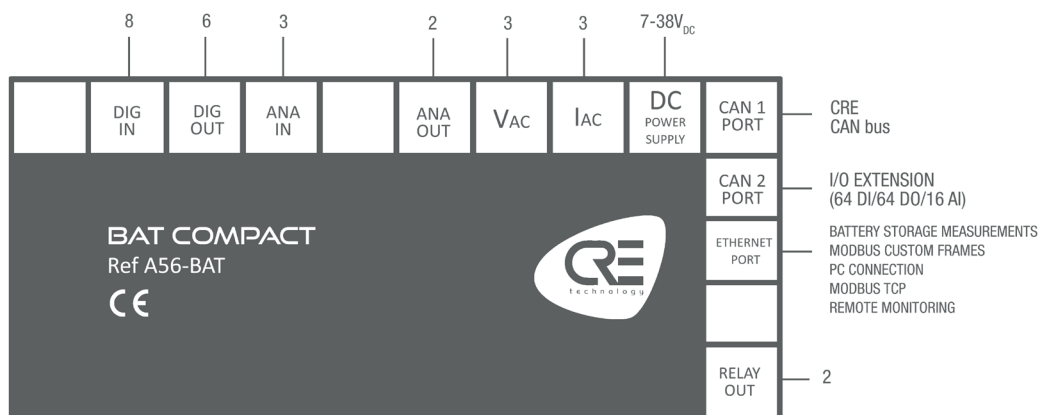 8
6
3
2
3
3
7-38VDC
DIG IN
DIG OUT
ANA IN
ANA OUT
VAC
IAC
DC POWER SUPPLY
CAN 1 PORT
CRE
CAN bus
CAN 2 PORT
I/O EXTENSION
(64 DI/64 DO/16 AI)
ETHERNET PORT
BATTERY STORAGE MEASUREMENTS
MODBUS CUSTOM FRAMES
PC CONNECTION
MODBUS TCP
REMOTE MONITORING
BAT COMPACT
Ref A56-BAT
CE
CRE
technology
RELAY OUT
2